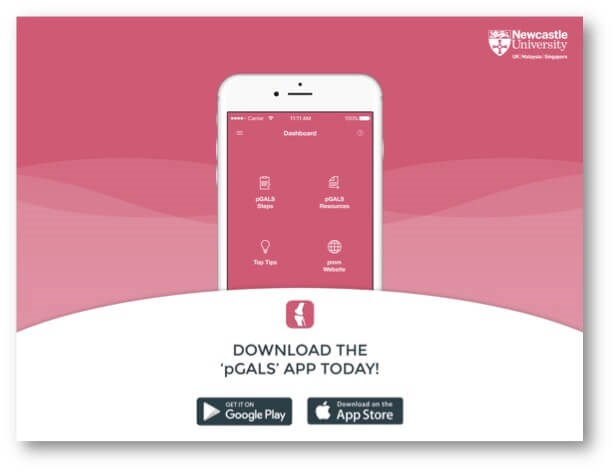 Newcastle
University
UK | Malaysia | Singapore
Carrier
11:11 AM
100%
Dashboard
pGALS
Steps
pGALS
Resources
Top Tips
pmm
Website
DOWNLOAD THE
‘pGALS’ APP TODAY!
GET IT ON
Google Play
Download on the
App Store